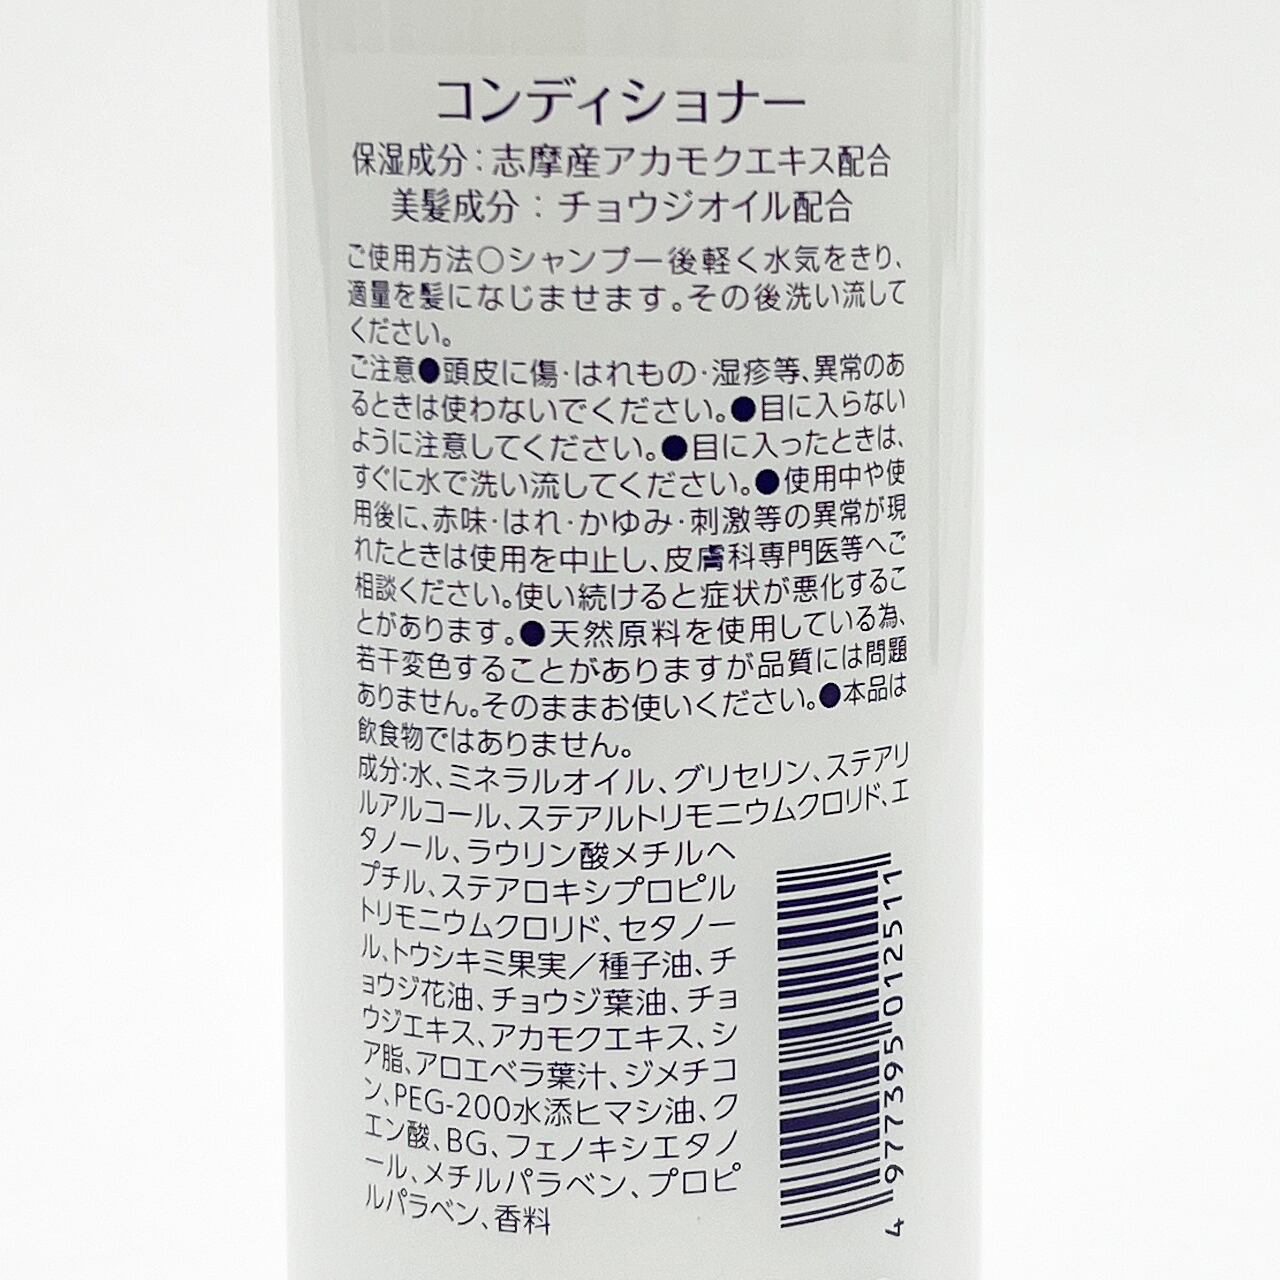 コンディショナー
保湿成分：志摩産アカモクエキス配合
美髪成分：チョウジオイル配合
ご使用方法○シャンプー後軽く水気をきり、
適量を髪になじませます。その後洗い流して
ください。
ご注意●頭皮に傷・はれもの・湿疹等、異常のあ
るときは使わないでください。●目に入らない
ように注意してください。●目に入ったときは、
すぐに水で洗い流してください。●使用中や使
用後に、赤味・はれ・かゆみ・刺激等の異常が現
れたときは使用を中止し、皮膚科専門医等へご
相談ください。使い続けると症状が悪化するこ
とがあります。●天然原料を使用している為、
若干変色することがありますが品質には問題
ありません。そのままお使いください。●本品は
飲食物ではありません。
成分：水、ミネラルオイル、グリセリン、ステアリ
ルアルコール、ステアルトリモニウムクロリド、エ
タノール、ラウリン酸メチルヘ
プチル、ステアロキシプロピル
トリモニウムクロリド、セタノー
ル、トウシキミ果実／種子油、チ
ョウジ花油、チョウジ葉油、チョ
ウジエキス、アカモクエキス、シ
ア脂、アロエベラ葉汁、ジメチコ
ン、PEG-200水添ヒマシ油、ク
エン酸、BG、フェノキシエタノ
ール、メチルパラベン、プロピ
ルパラベン、香料
4 977395 012511